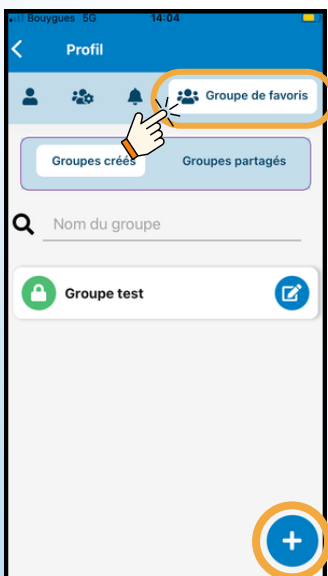 Bouygues 5G 14:04
Profil
Groupe de favoris
Groupes créés Groupes partagés
Nom du groupe
Groupe test